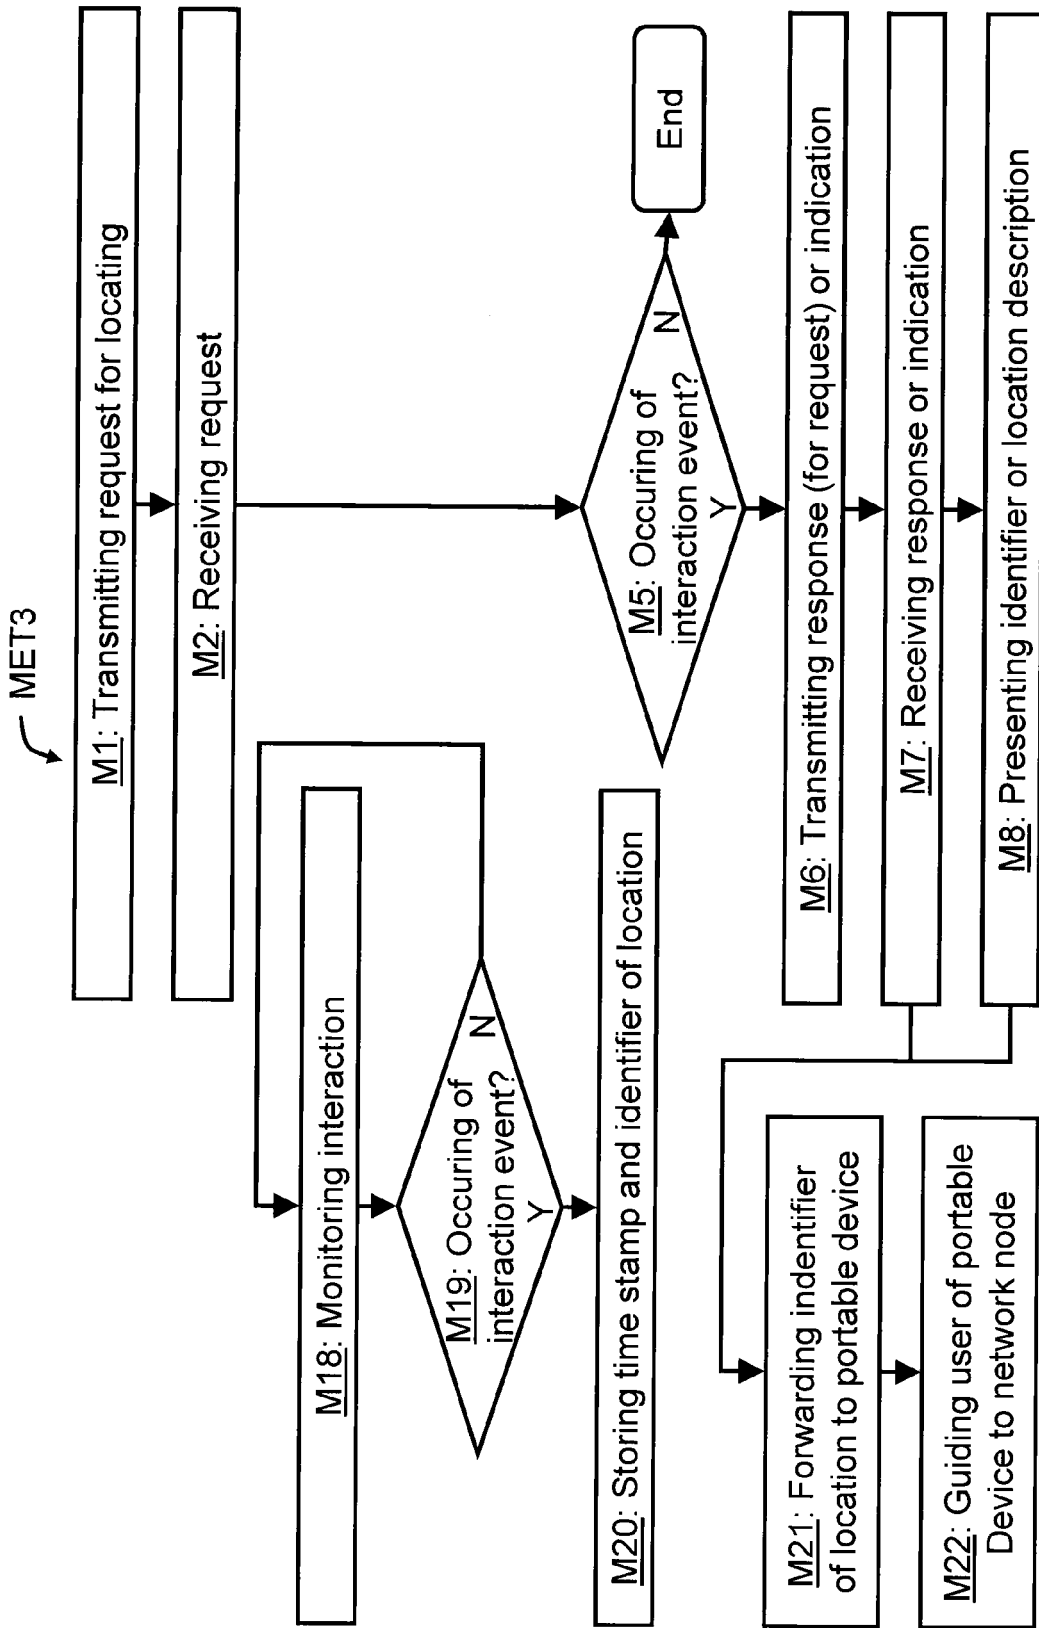 MET3
M1: Transmitting request for locating
M2: Receiving request
M18: Monitoring interaction
M19: Occuring of
interaction event?
N
Y
M20: Storing time stamp and identifier of location
M5: Occuring of
interaction event?
N
Y
End
M6: Transmitting response (for request) or indication
M7: Receiving response or indication
M8: Presenting identifier or location description
M21: Forwarding indentifier
of location to portable device
M22: Guiding user of portable
Device to network node